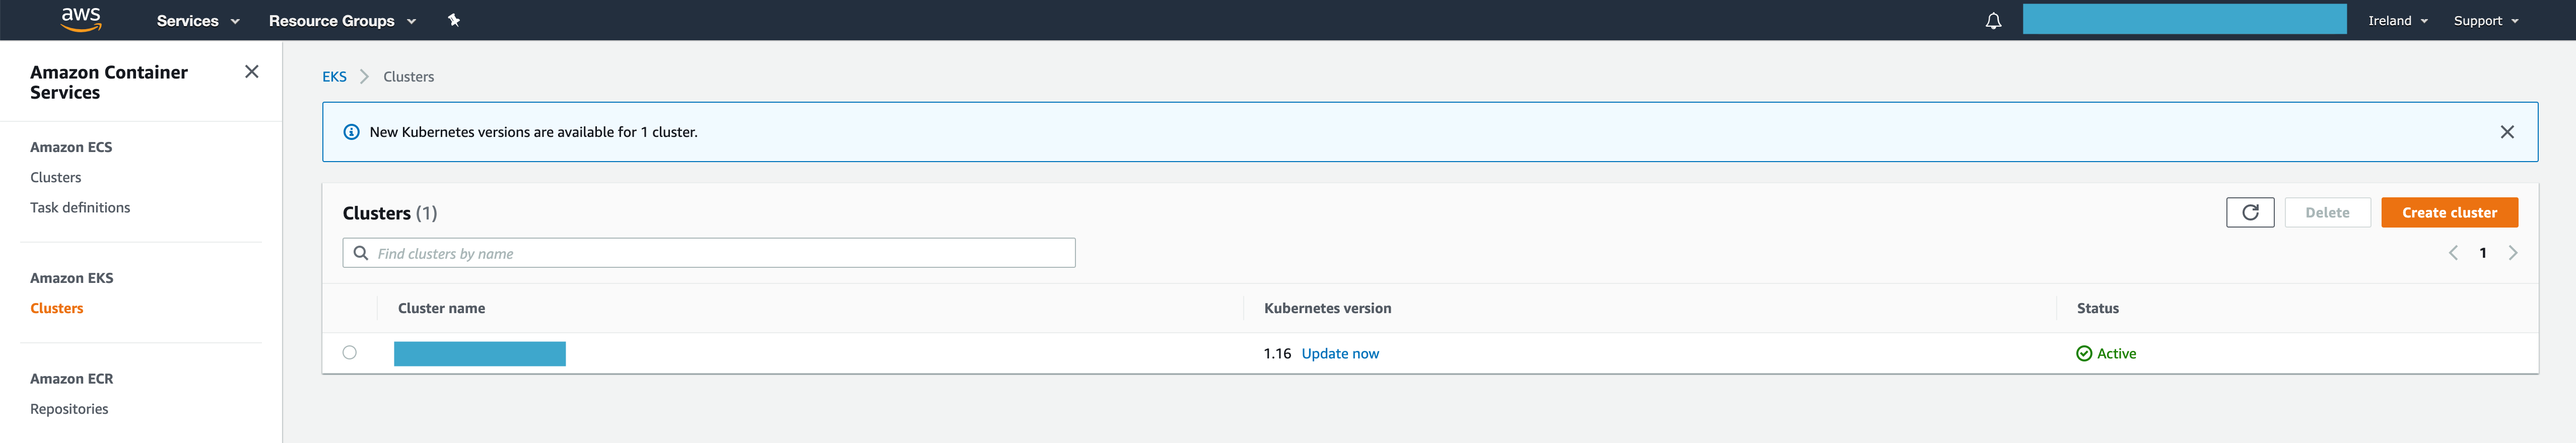 aws Services Resource Groups Ireland Support
Amazon Container
Services
Amazon ECS
Clusters
Task definitions
Amazon EKS
Clusters
Amazon ECR
Repositories
EKS > Clusters
New Kubernetes versions are available for 1 cluster.
Clusters (1)
Delete Create cluster
Find clusters by name
1
Cluster name Kubernetes version Status
1.16 Update now Active